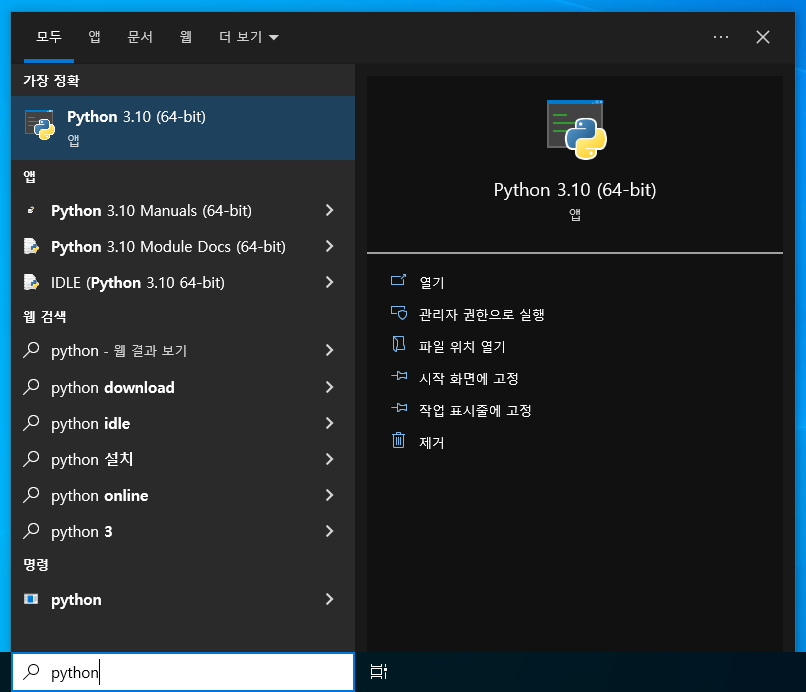 모두 앱 문서 웹 더 보기
가장 정확
Python 3.10 (64-bit)
앱
앱
Python 3.10 Manuals (64-bit)
Python 3.10 Module Docs (64-bit)
IDLE (Python 3.10 64-bit)
웹 검색
python - 웹 결과 보기
python download
python idle
python 설치
python online
python 3
명령
python
python
Python 3.10 (64-bit)
앱
열기
관리자 권한으로 실행
파일 위치 열기
시작 화면에 고정
작업 표시줄에 고정
제거